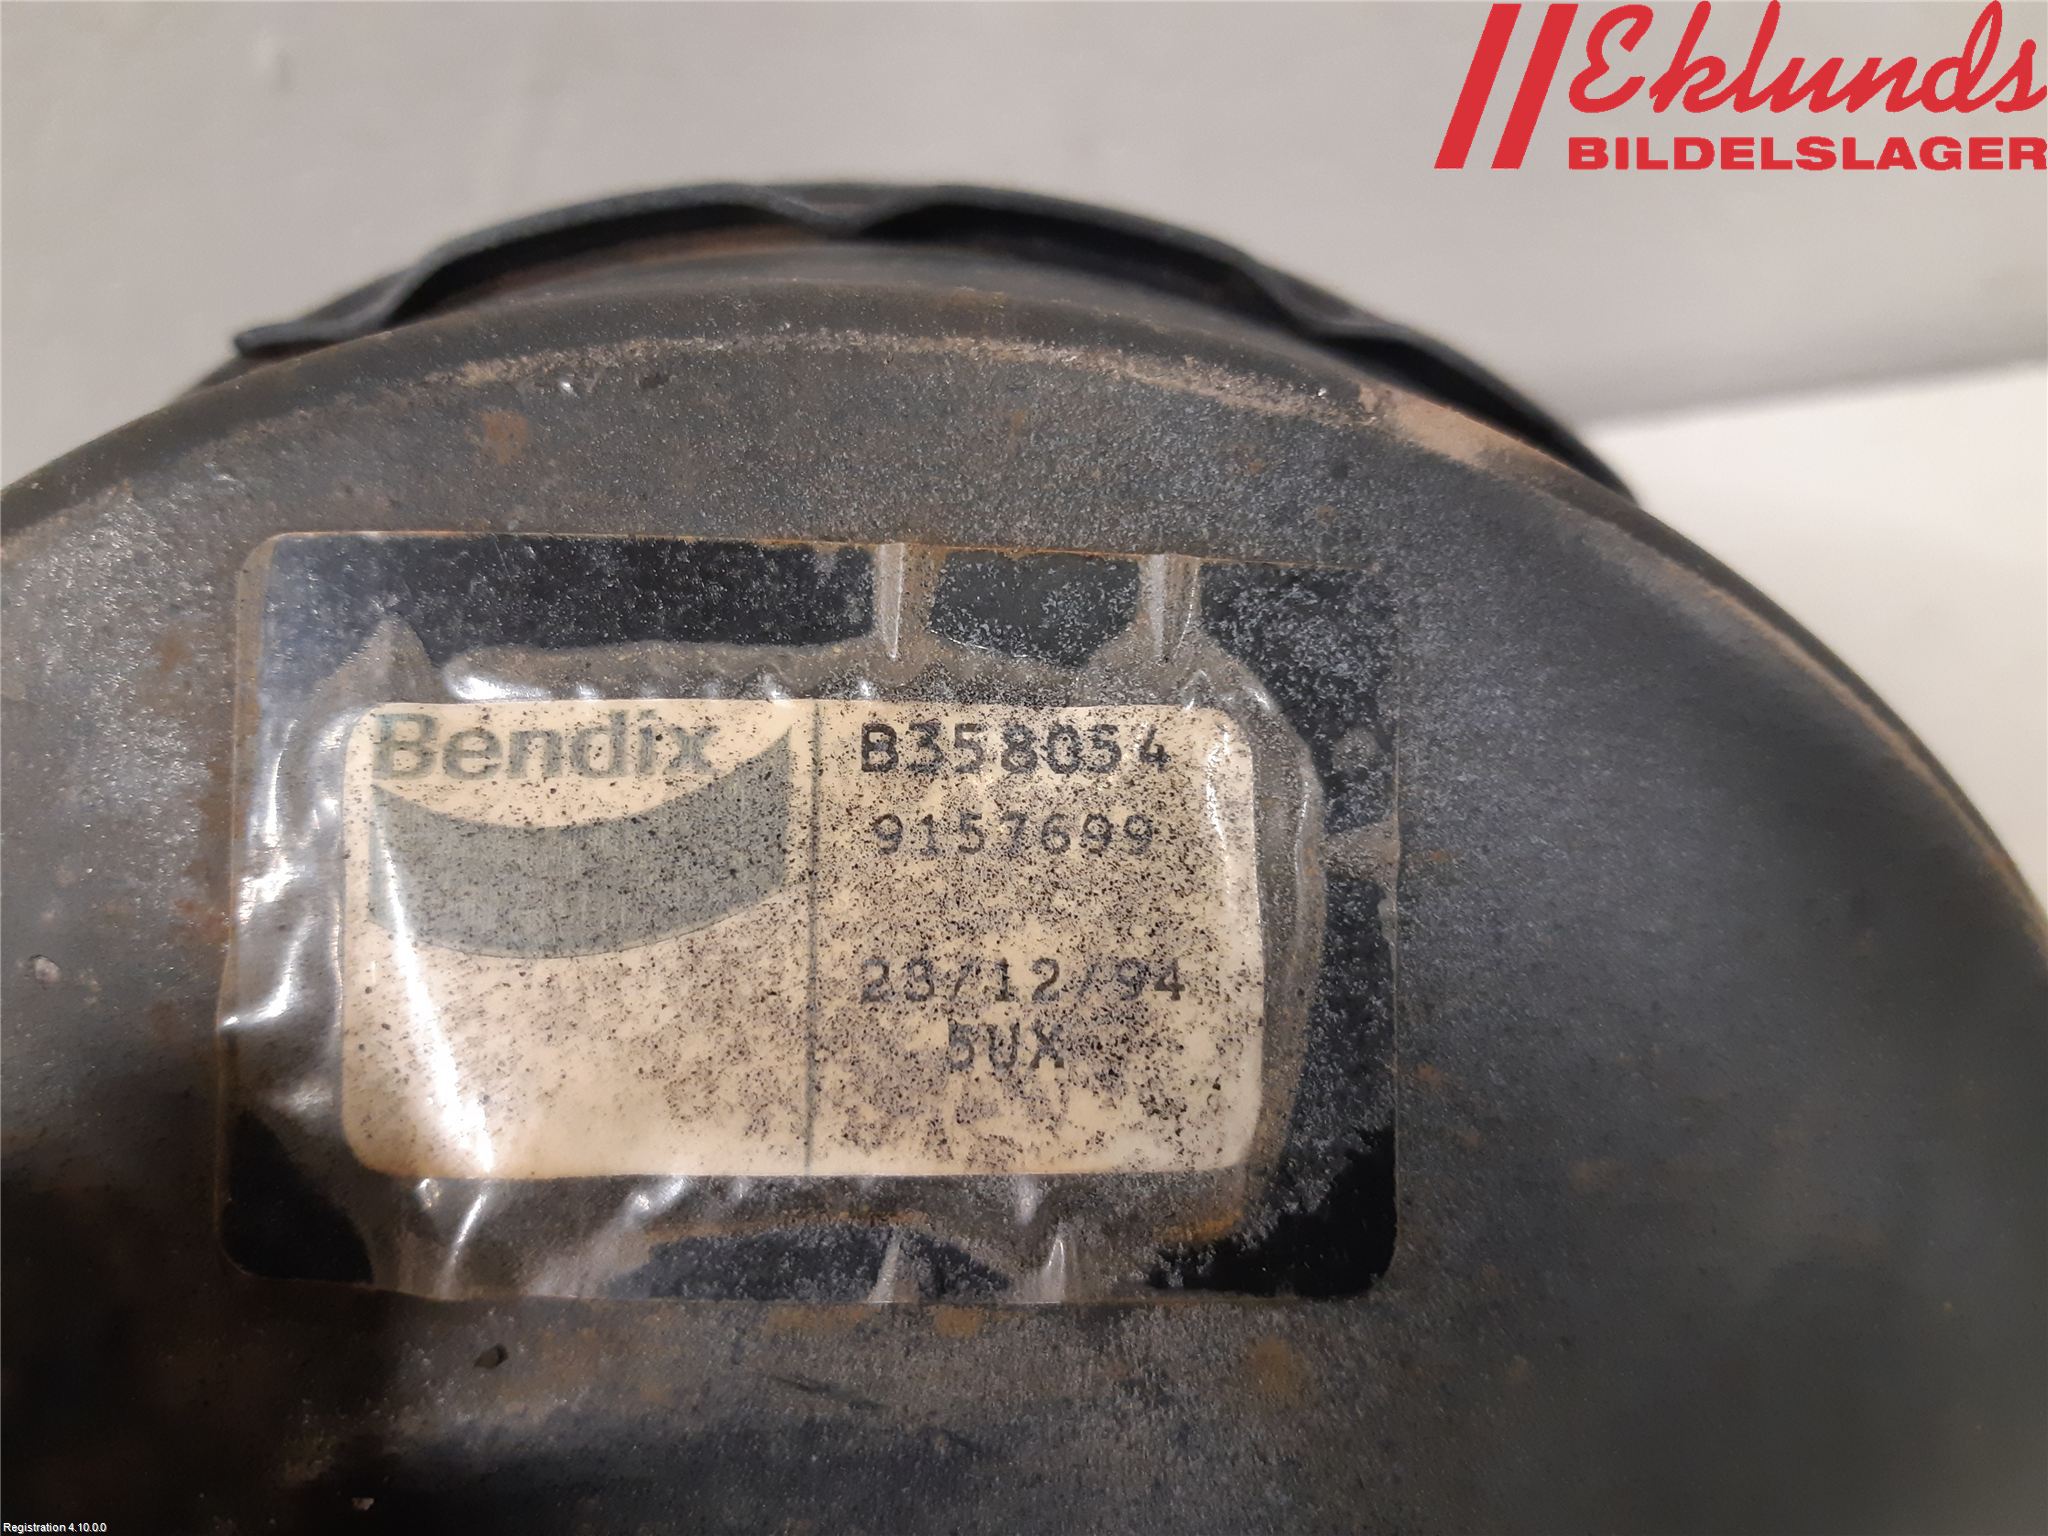 Eklunds
BILDELSLAGER
Bendix
B358054
9157699
23/12/94
5UX
Registration 4.10.0.0